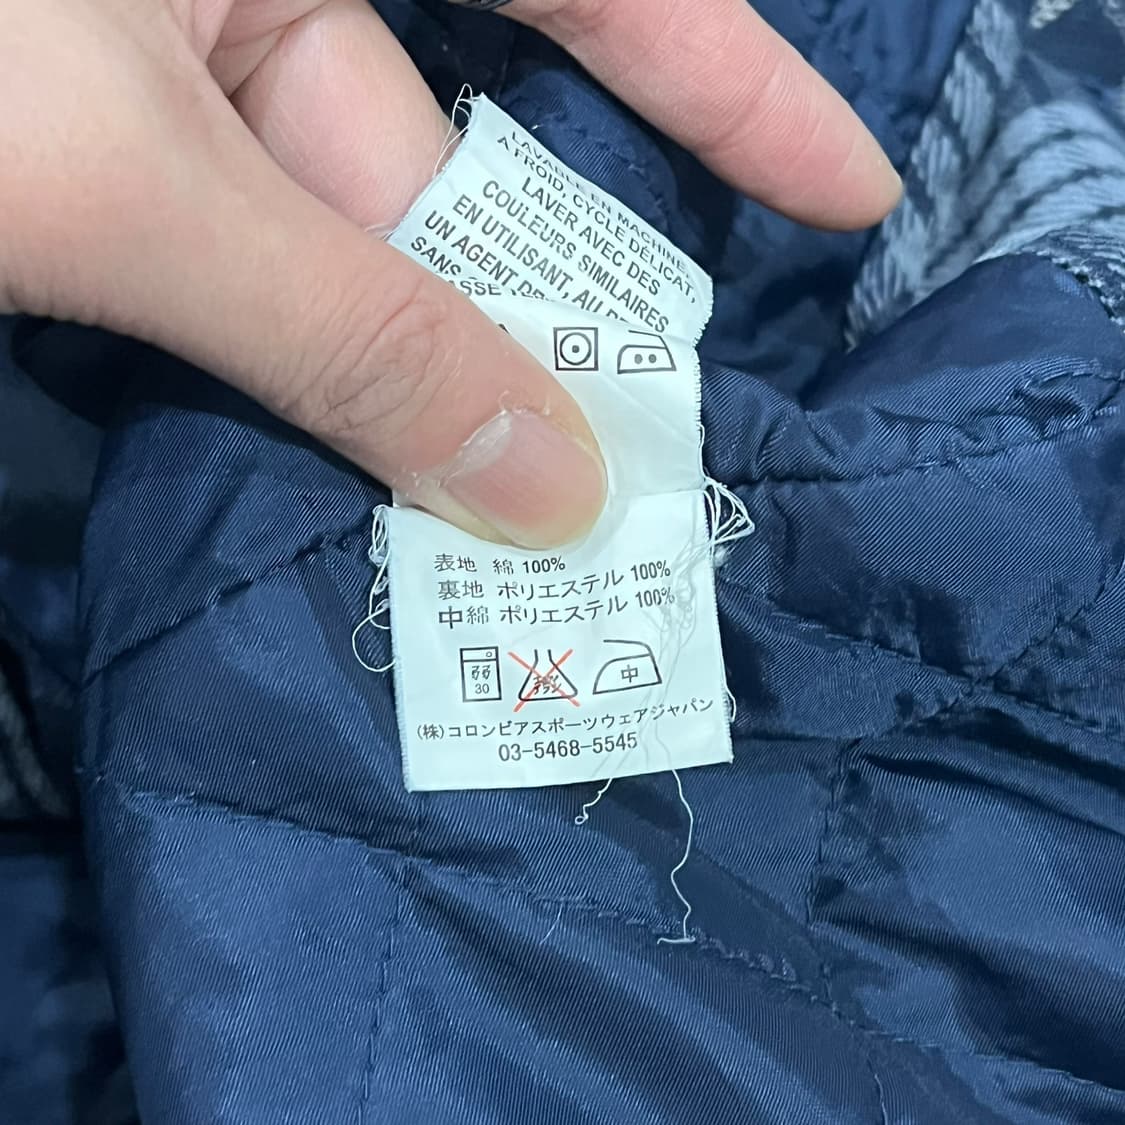 LAVABLE EN MACHINE,
A FROID, CYCLE DÉLICAT,
LAVER AVEC DES
COULEURS SIMILAIRES
EN UTILISANT, AU
UN AGENT
SANS
表地 綿 100%
裏地 ポリエステル 100%
中綿 ポリエステル 100%
30
中
(株)コロンビアスポーツウェアジャパン
03-5468-5545